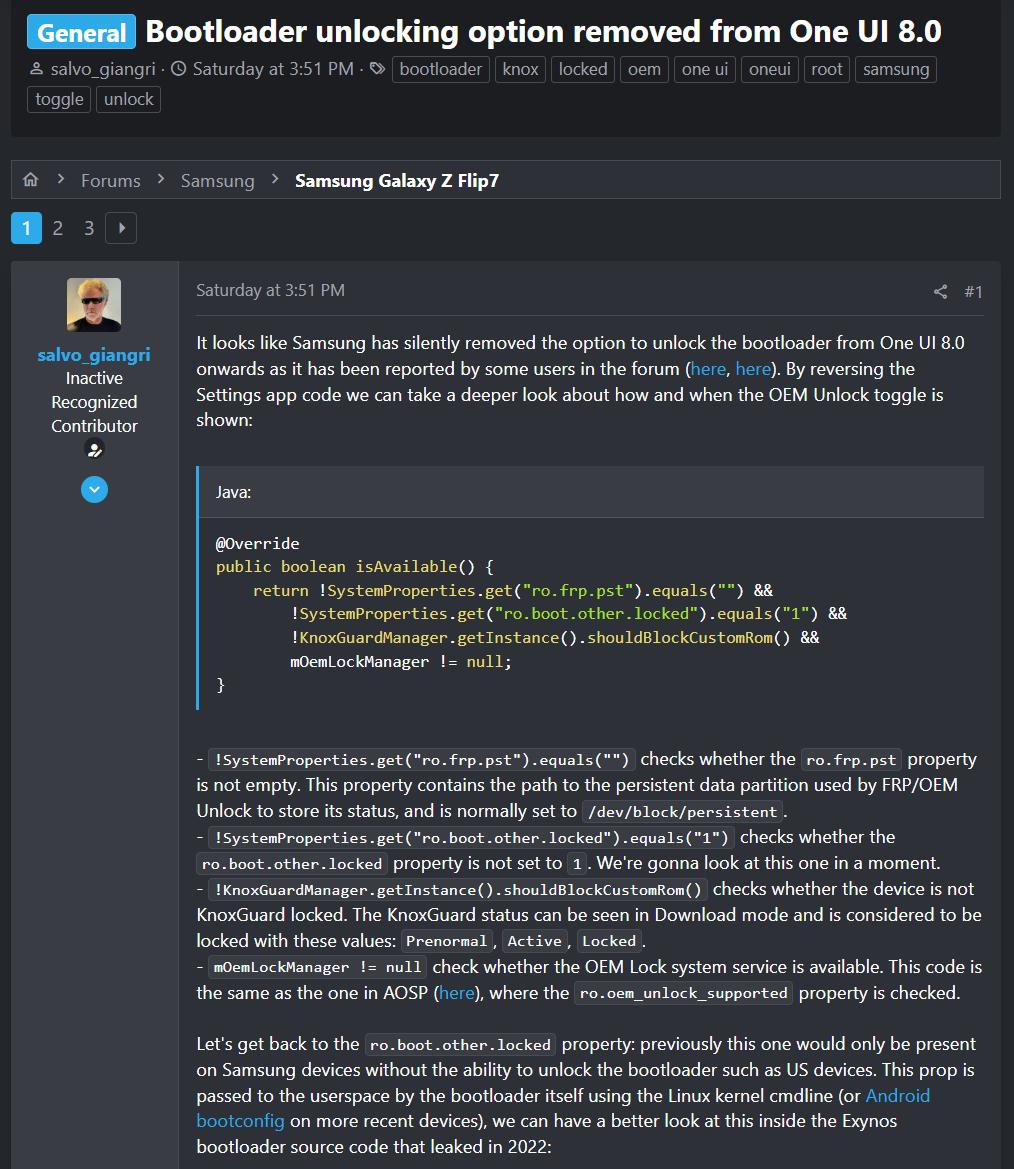 General Bootloader unlocking option removed from One UI 8.0
salvo_giangri · Saturday at 3:51 PM · bootloader knox locked oem one ui oneui root samsung
toggle unlock
Forums > Samsung > Samsung Galaxy Z Flip7
1 2 3
salvo_giangri
Inactive
Recognized
Contributor
Saturday at 3:51 PM #1
It looks like Samsung has silently removed the option to unlock the bootloader from One UI 8.0
onwards as it has been reported by some users in the forum (here, here). By reversing the
Settings app code we can take a deeper look about how and when the OEM Unlock toggle is
shown:
Java:
@Override
public boolean isAvailable() {
    return !SystemProperties.get("ro.frp.pst").equals("") &&
        !SystemProperties.get("ro.boot.other.locked").equals("1") &&
        !KnoxGuardManager.getInstance().shouldBlockCustomRom() &&
        mOemLockManager != null;
}
- !SystemProperties.get("ro.frp.pst").equals("") checks whether the ro.frp.pst property
is not empty. This property contains the path to the persistent data partition used by FRP/OEM
Unlock to store its status, and is normally set to /dev/block/persistent.
- !SystemProperties.get("ro.boot.other.locked").equals("1") checks whether the
ro.boot.other.locked property is not set to 1. We're gonna look at this one in a moment.
- !KnoxGuardManager.getInstance().shouldBlockCustomRom() checks whether the device is not
KnoxGuard locked. The KnoxGuard status can be seen in Download mode and is considered to be
locked with these values: Prenormal, Active, Locked.
- mOemLockManager != null check whether the OEM Lock system service is available. This code is
the same as the one in AOSP (here), where the ro.oem_unlock_supported property is checked.
Let's get back to the ro.boot.other.locked property: previously this one would only be present
on Samsung devices without the ability to unlock the bootloader such as US devices. This prop is
passed to the userspace by the bootloader itself using the Linux kernel cmdline (or Android
bootconfig on more recent devices), we can have a better look at this inside the Exynos
bootloader source code that leaked in 2022: